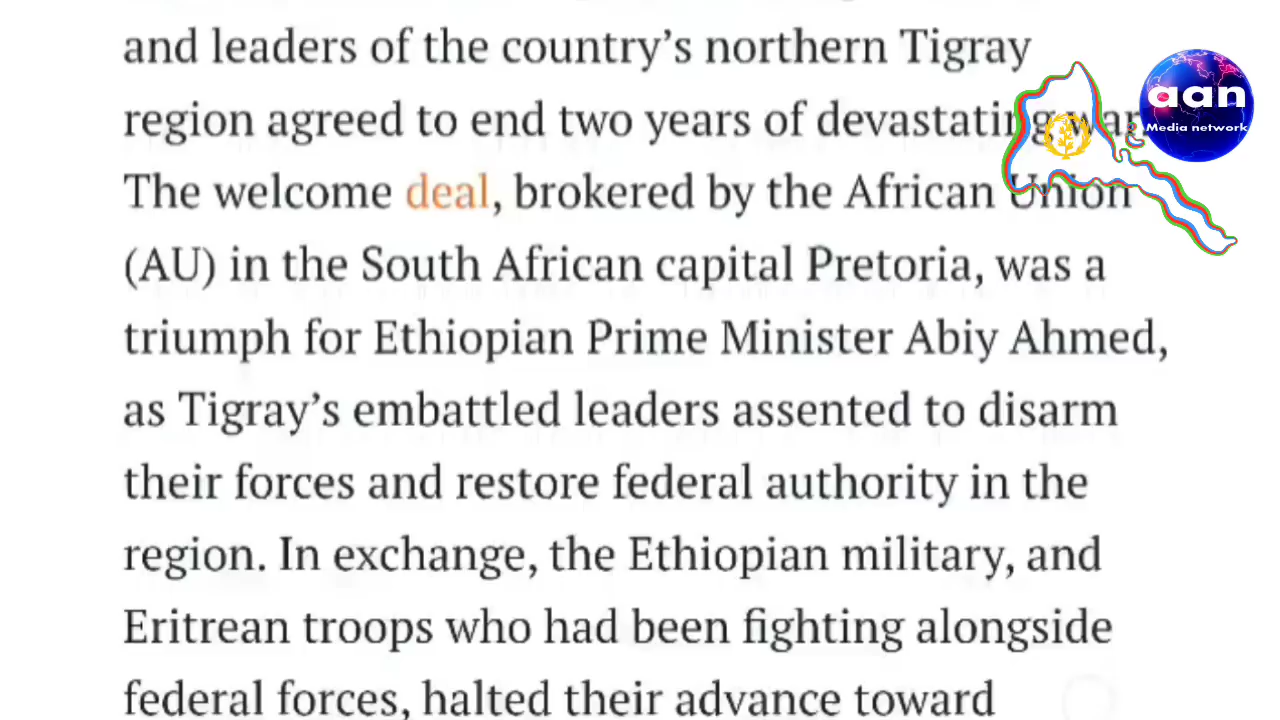 and leaders of the country’s northern Tigray
region agreed to end two years of devastating war.
The welcome deal, brokered by the African Union
(AU) in the South African capital Pretoria, was a
triumph for Ethiopian Prime Minister Abiy Ahmed,
as Tigray’s embattled leaders assented to disarm
their forces and restore federal authority in the
region. In exchange, the Ethiopian military, and
Eritrean troops who had been fighting alongside
federal forces, halted their advance toward
aan
Media network